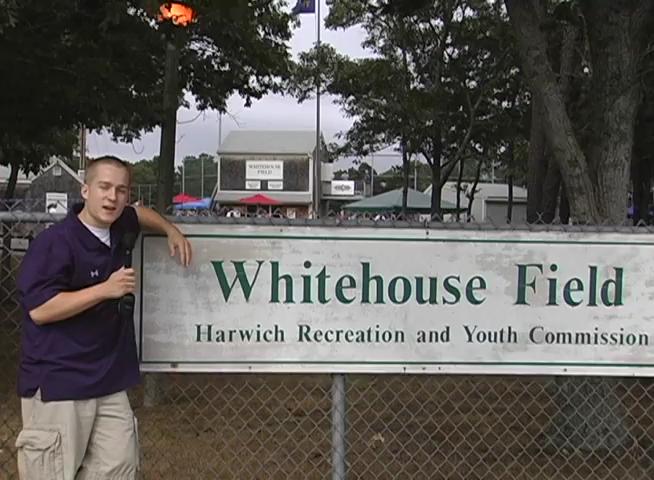 WHITEHOUSE
FIELD
Whitehouse Field
Harwich Recreation and Youth Commission